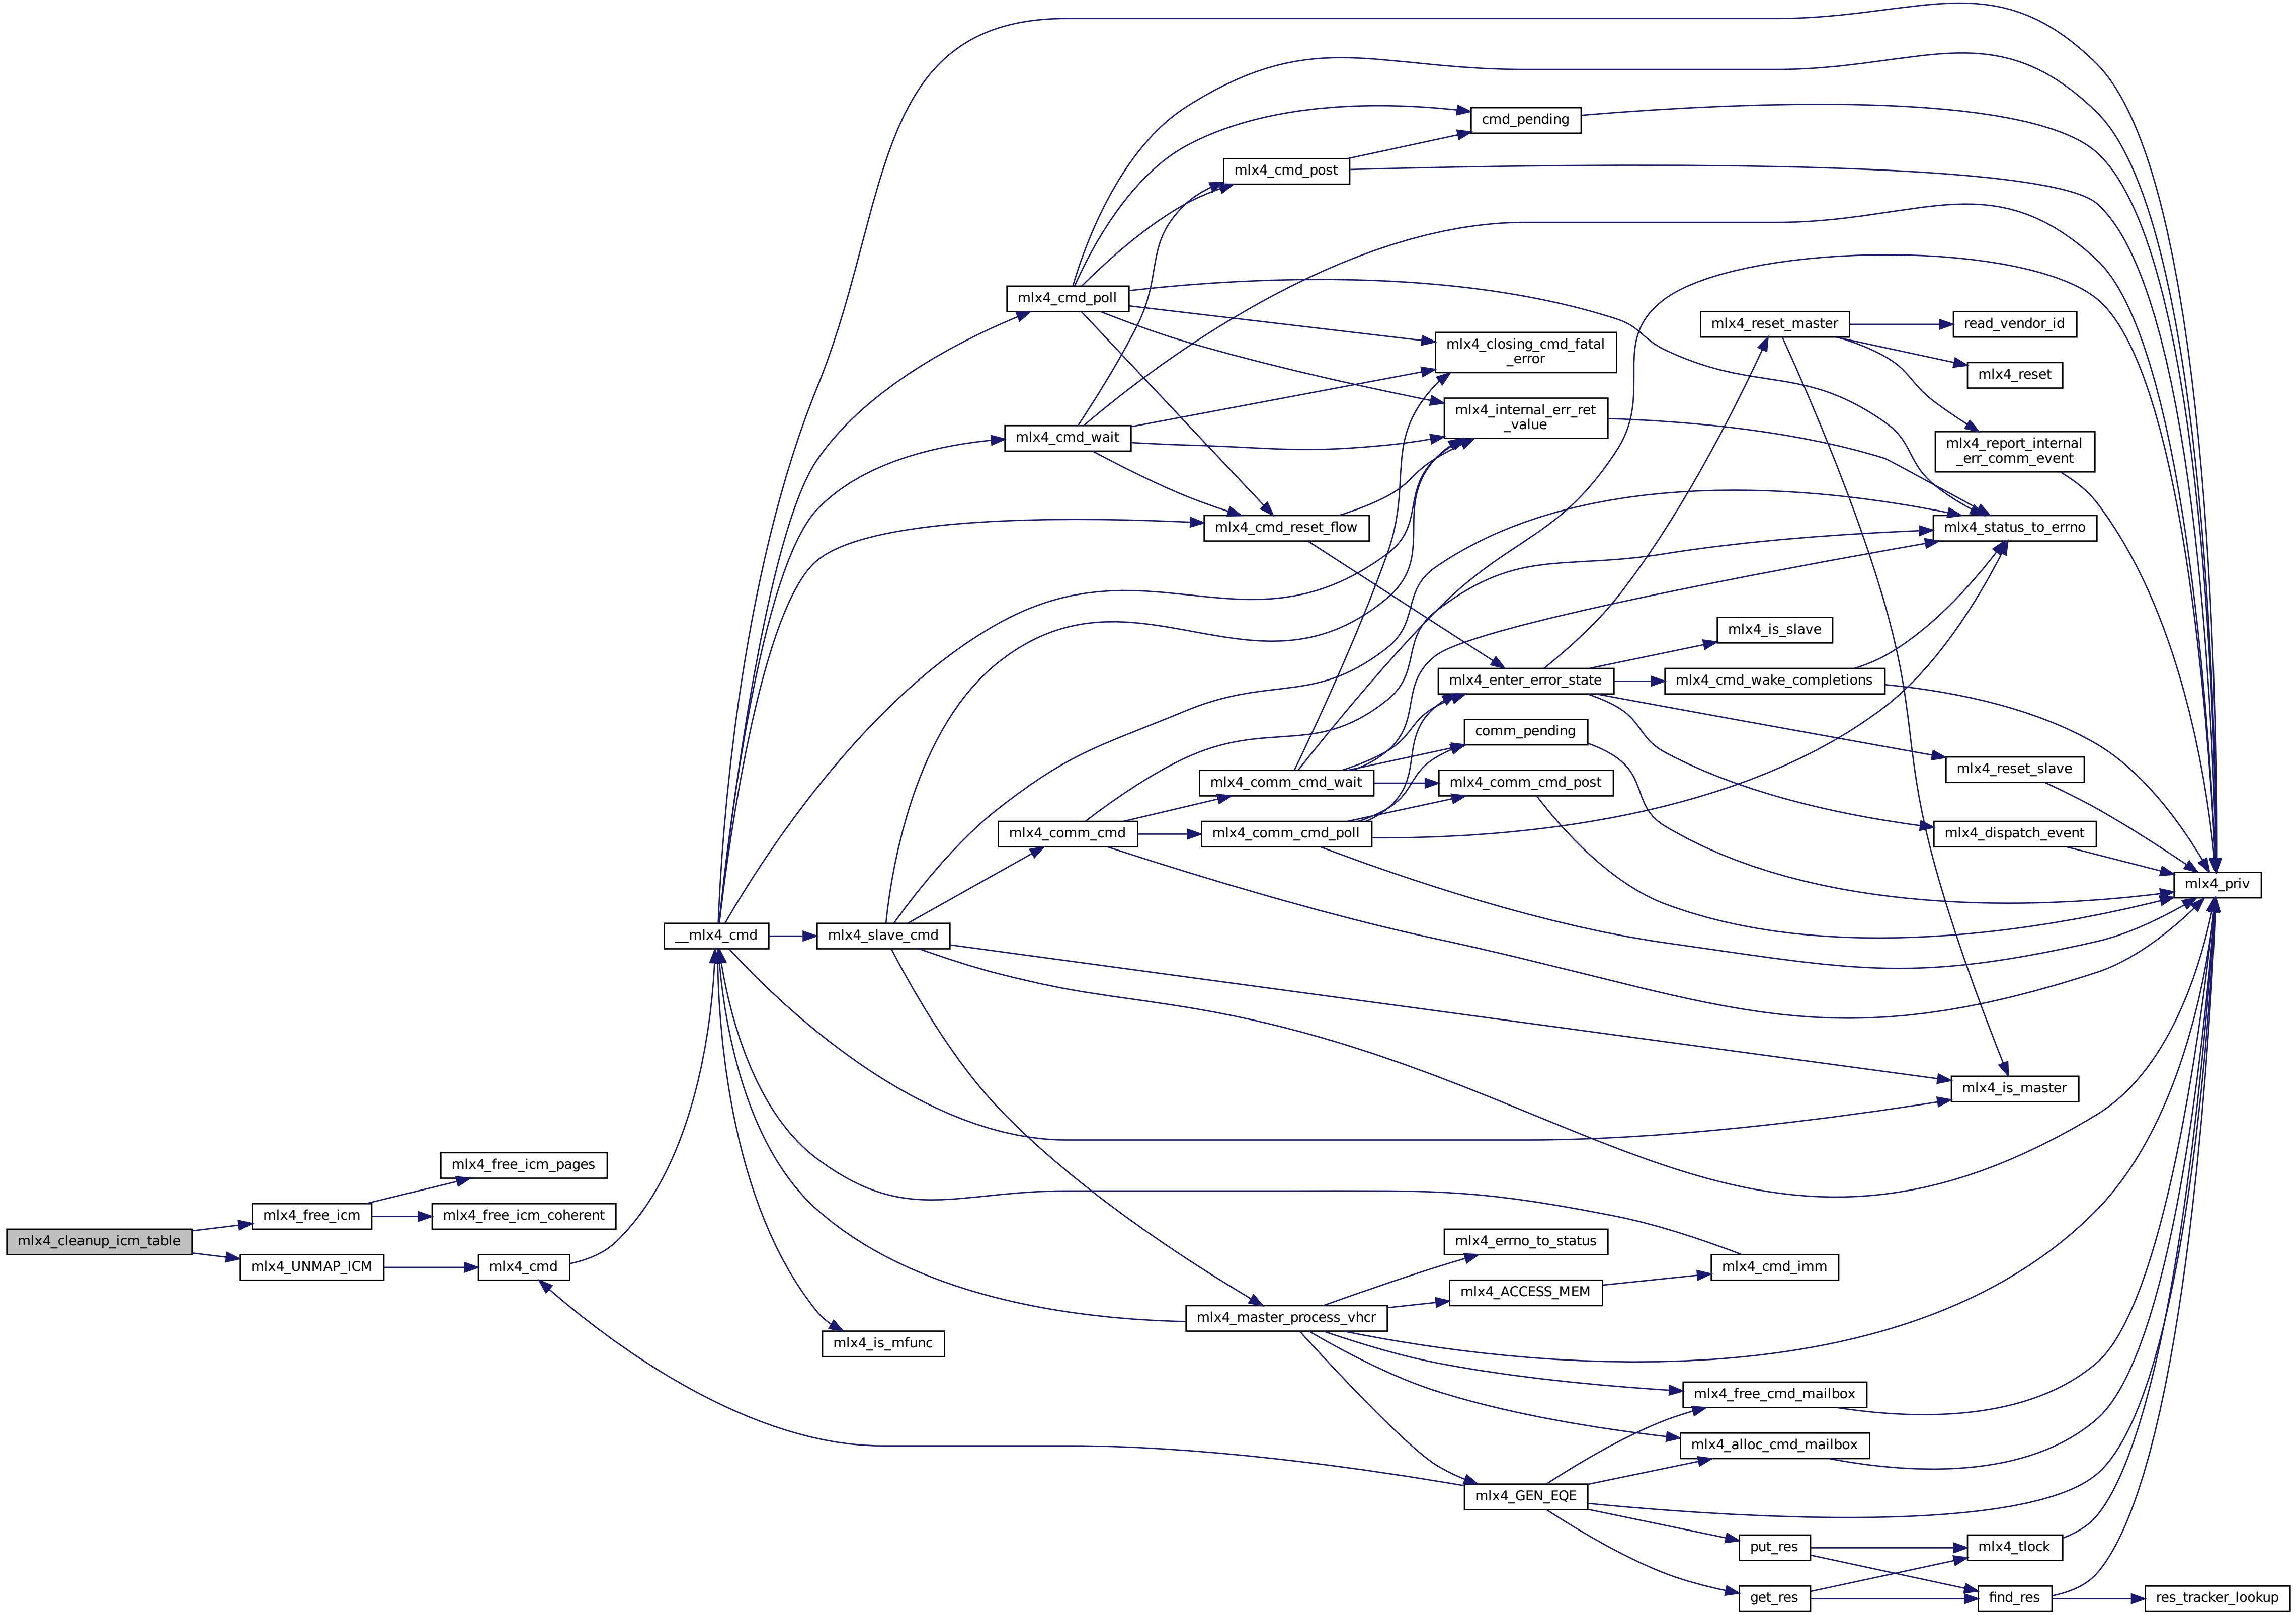 cmd_pending
mlx4_cmd_post
mlx4_cmd_poll
mlx4_reset_master
read_vendor_id
mlx4_closing_cmd_fatal
_error
mlx4_reset
mlx4_internal_err_ret
_value
mlx4_cmd_wait
mlx4_report_internal
_err_comm_event
mlx4_cmd_reset_flow
mlx4_status_to_errno
mlx4_is_slave
mlx4_enter_error_state
mlx4_cmd_wake_completions
comm_pending
mlx4_reset_slave
mlx4_comm_cmd_wait
mlx4_comm_cmd_post
mlx4_comm_cmd
mlx4_comm_cmd_poll
mlx4_dispatch_event
mlx4_priv
__mlx4_cmd
mlx4_slave_cmd
mlx4_is_master
mlx4_free_icm_pages
mlx4_free_icm
mlx4_free_icm_coherent
mlx4_cleanup_icm_table
mlx4_errno_to_status
mlx4_UNMAP_ICM
mlx4_cmd
mlx4_cmd_imm
mlx4_ACCESS_MEM
mlx4_master_process_vhcr
mlx4_is_mfunc
mlx4_free_cmd_mailbox
mlx4_alloc_cmd_mailbox
mlx4_GEN_EQE
put_res
mlx4_tlock
get_res
find_res
res_tracker_lookup